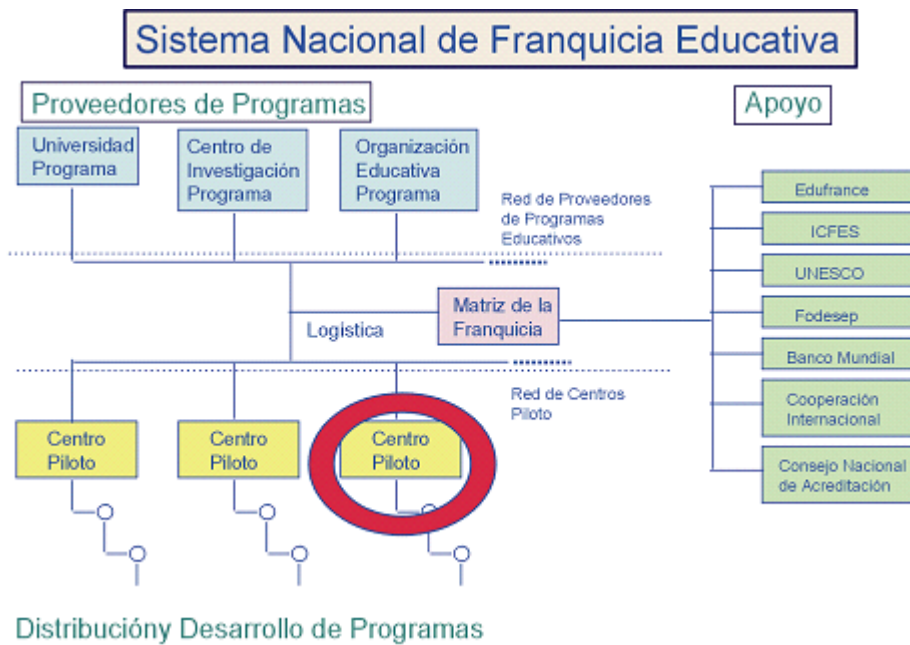 Sistema Nacional de Franquicia Educativa
Proveedores de Programas
Apoyo
Universidad
Programa
Centro de
Investigación
Programa
Organización
Educativa
Programa
Red de Proveedores
de Programas
Educativos
Edufrance
ICFES
UNESCO
Fodesep
Banco Mundial
Cooperación
Internacional
Consejo Nacional
de Acreditación
Matriz de la
Franquicia
Logística
Red de Centros
Piloto
Centro
Piloto
Centro
Piloto
Centro
Piloto
Distribucióny Desarrollo de Programas